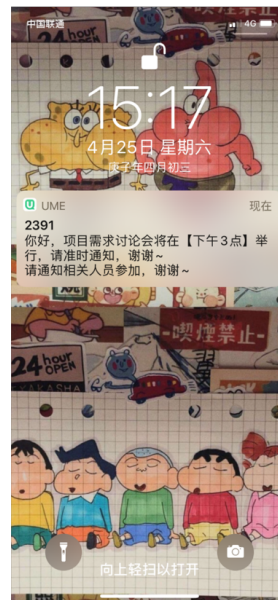 中国联通
4G
15:17
4月25日 星期六
庚子年四月初三
UME
现在
2391
你好，项目需求讨论会将在【下午3点】举
行，请准时通知，谢谢~
请通知相关人员参加，谢谢~
-喫煙禁止-
24 hour
OPEN
YAKASHA
向上轻扫以打开